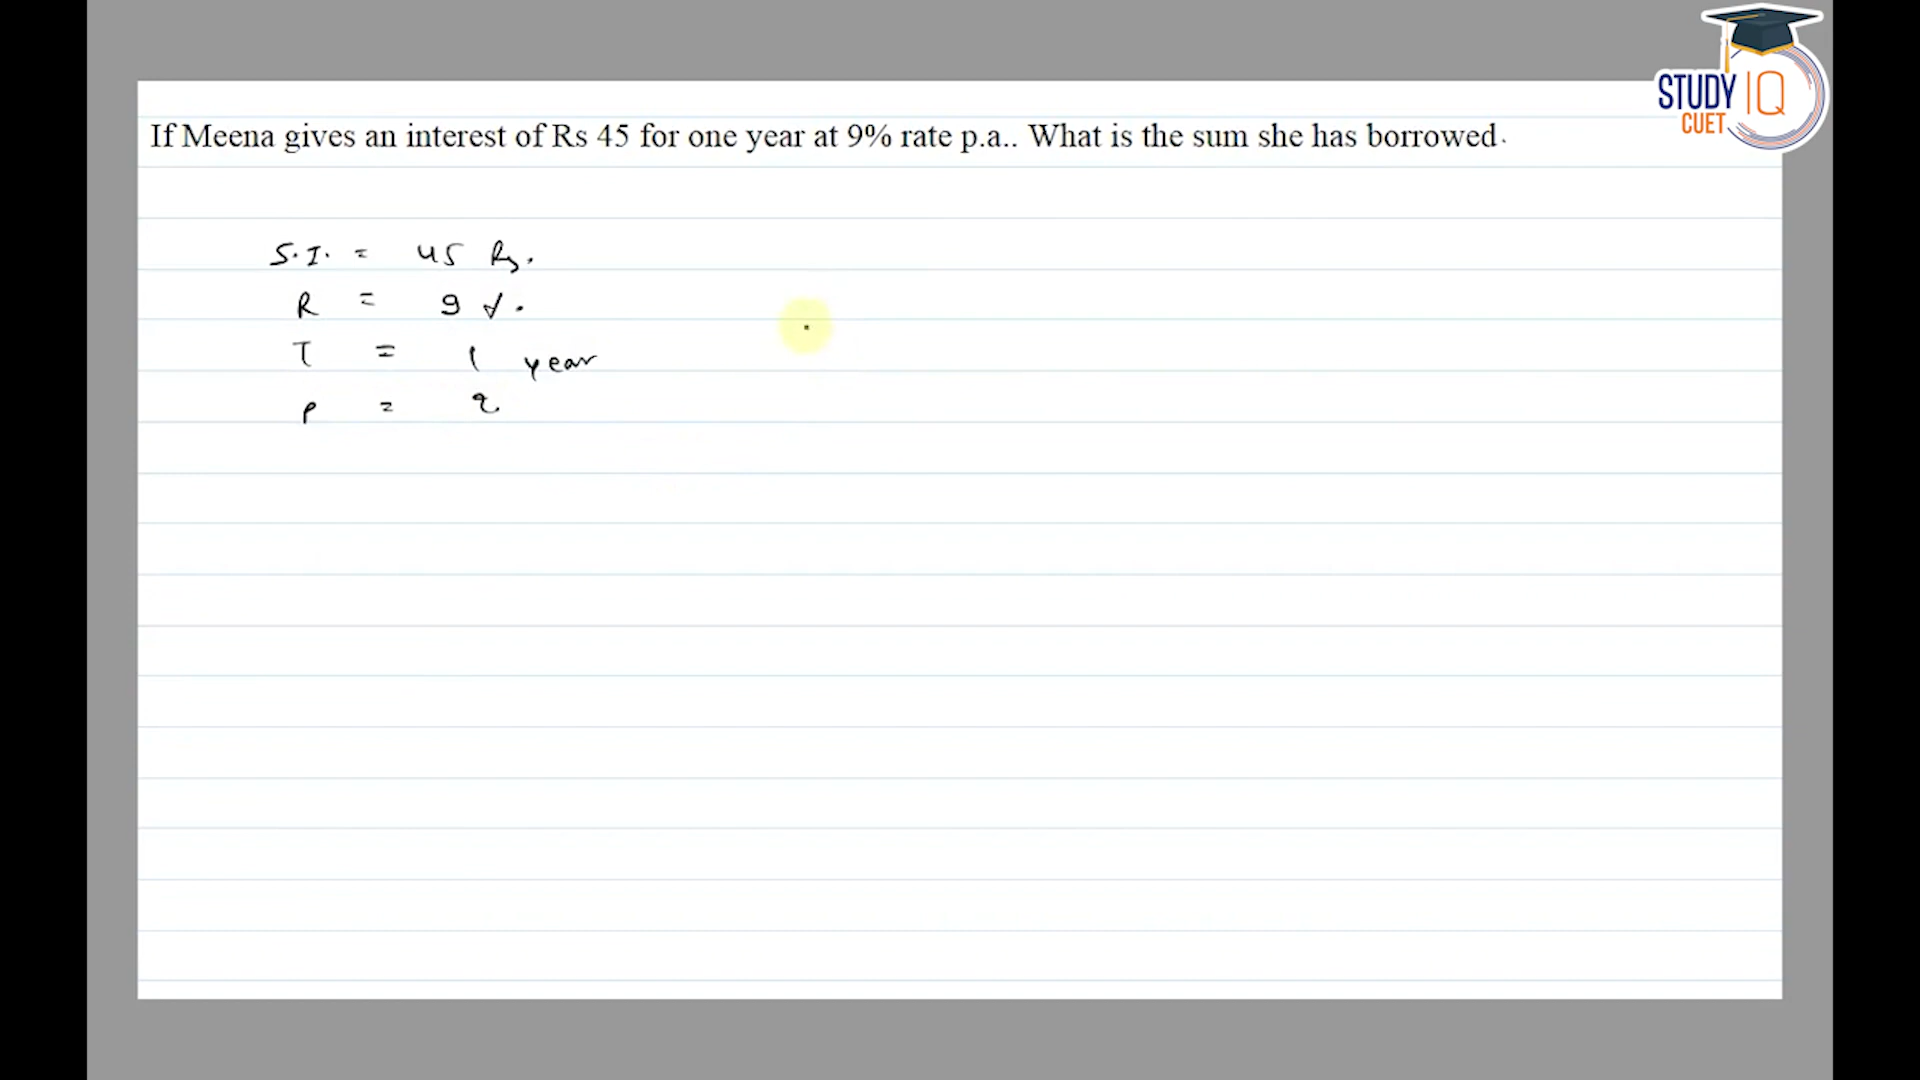 STUDY IQ
CUET
If Meena gives an interest of Rs 45 for one year at 9% rate p.a.. What is the sum she has borrowed.
S.I. = 45 Rs.
R = 9 %.
T = 1 year
P = ?